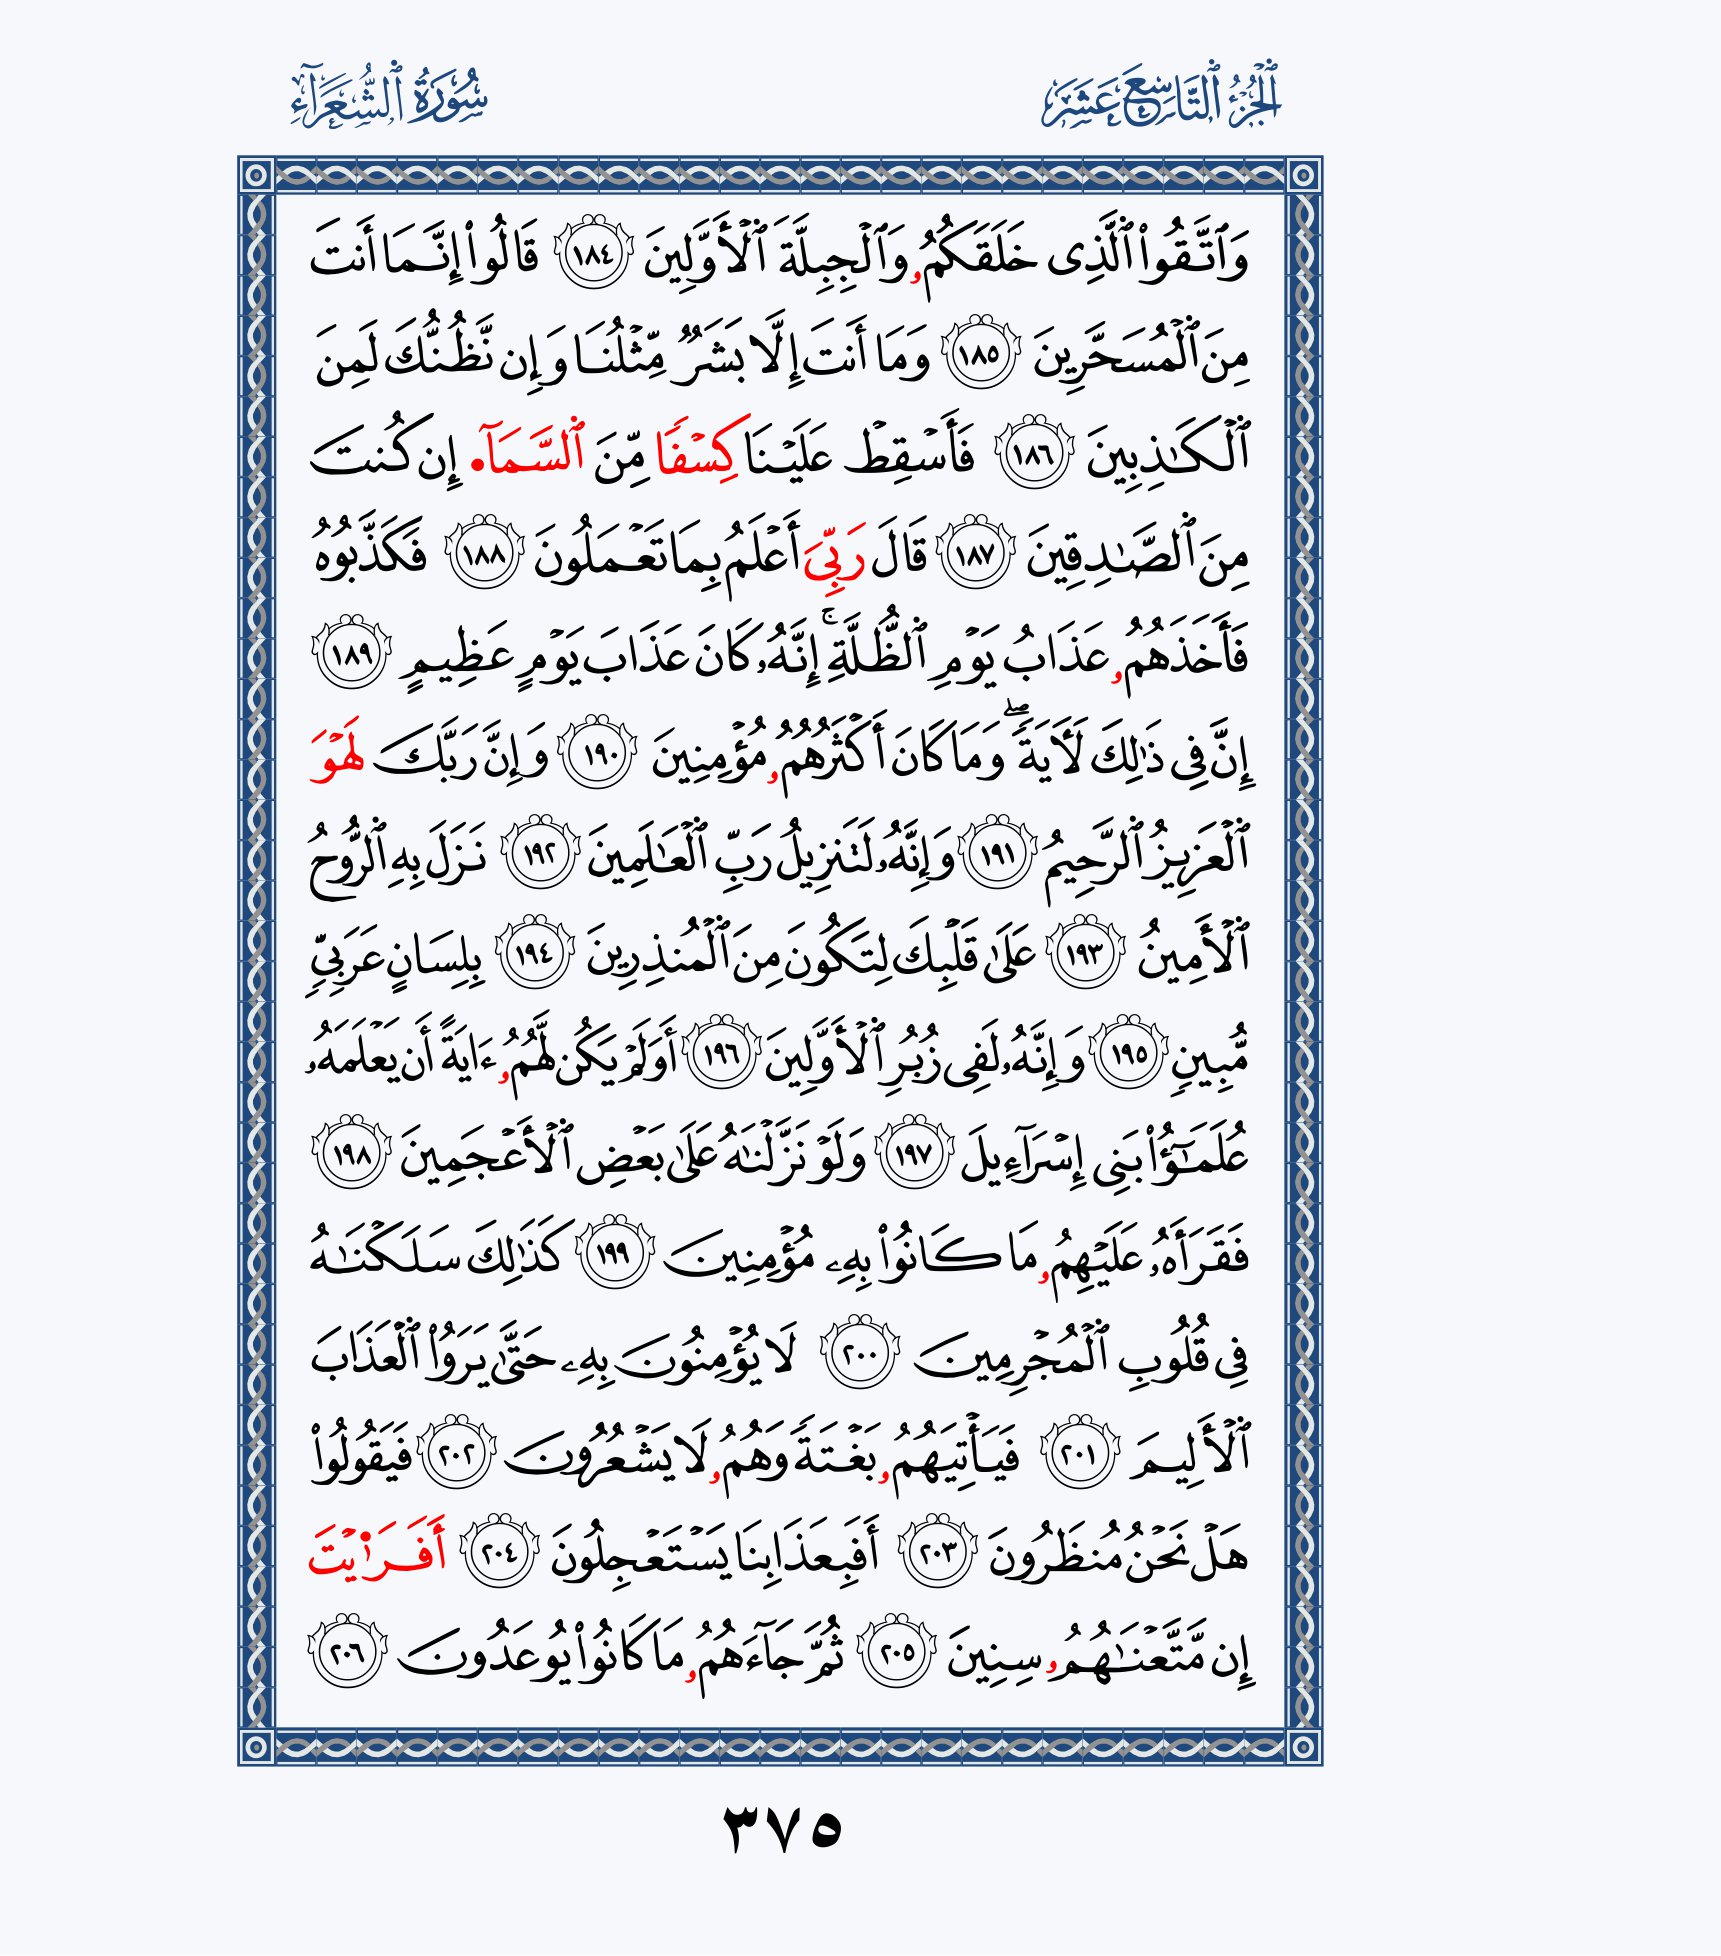 ٱلْجُزْءُ ٱلتَّاسِعَ عَشَرَ
سُورَةُ ٱلشُّعَرَآءِ
وَٱتَّقُوا۟ ٱلَّذِى خَلَقَكُمُۥ وَٱلْجِبِلَّةَ ٱلْأَوَّلِينَ ١٨٤ قَالُوٓا۟ إِنَّمَا أَنتَ
مِنَ ٱلْمُسَحَّرِينَ ١٨٥ وَمَا أَنتَ إِلَّا بَشَرٌ مِّثْلُنَا وَإِن نَّظُنُّكَ لَمِنَ
ٱلْكَٰذِبِينَ ١٨٦ فَأَسْقِطْ عَلَيْنَا كِسْفًا مِّنَ ٱلسَّمَآ• إِن كُنتَ
مِنَ ٱلصَّٰدِقِينَ ١٨٧ قَالَ رَبِّىَ أَعْلَمُ بِمَا تَعْمَلُونَ ١٨٨ فَكَذَّبُوهُ
فَأَخَذَهُمُۥ عَذَابُ يَوْمِ ٱلظُّلَّةِ ۚ إِنَّهُۥ كَانَ عَذَابَ يَوْمٍ عَظِيمٍ ١٨٩
إِنَّ فِى ذَٰلِكَ لَأَيَةً ۖ وَمَا كَانَ أَكْثَرُهُمُۥ مُؤْمِنِينَ ١٩٠ وَإِنَّ رَبَّكَ لَهْوَ
ٱلْعَزِيزُ ٱلرَّحِيمُ ١٩١ وَإِنَّهُۥ لَتَنزِيلُ رَبِّ ٱلْعَٰلَمِينَ ١٩٢ نَزَلَ بِهِ ٱلرُّوحُ
ٱلْأَمِينُ ١٩٣ عَلَىٰ قَلْبِكَ لِتَكُونَ مِنَ ٱلْمُنذِرِينَ ١٩٤ بِلِسَانٍ عَرَبِىٍّ
مُّبِينٍ ١٩٥ وَإِنَّهُۥ لَفِى زُبُرِ ٱلْأَوَّلِينَ ١٩٦ أَوَلَمْ يَكُن لَّهُمُۥ ءَايَةً أَن يَعْلَمَهُۥ
عُلَمَٰٓؤُا۟ بَنِى إِسْرَآءِيلَ ١٩٧ وَلَوْ نَزَّلْنَٰهُ عَلَىٰ بَعْضِ ٱلْأَعْجَمِينَ ١٩٨
فَقَرَأَهُۥ عَلَيْهِمُۥ مَا كَانُوا۟ بِهِۦ مُؤْمِنِينَ ١٩٩ كَذَٰلِكَ سَلَكْنَٰهُ
فِى قُلُوبِ ٱلْمُجْرِمِينَ ٢٠٠ لَا يُؤْمِنُونَ بِهِۦ حَتَّىٰ يَرَوُا۟ ٱلْعَذَابَ
ٱلْأَلِيمَ ٢٠١ فَيَأْتِيَهُمُۥ بَغْتَةً وَهُمُۥ لَا يَشْعُرُونَ ٢٠٢ فَيَقُولُوا۟
هَلْ نَحْنُ مُنظَرُونَ ٢٠٣ أَفَبِعَذَابِنَا يَسْتَعْجِلُونَ ٢٠٤ أَفَرَ•ٰيْتَ
إِن مَّتَّعْنَٰهُمُۥ سِنِينَ ٢٠٥ ثُمَّ جَآءَهُمُۥ مَا كَانُوا۟ يُوعَدُونَ ٢٠٦
٣٧٥